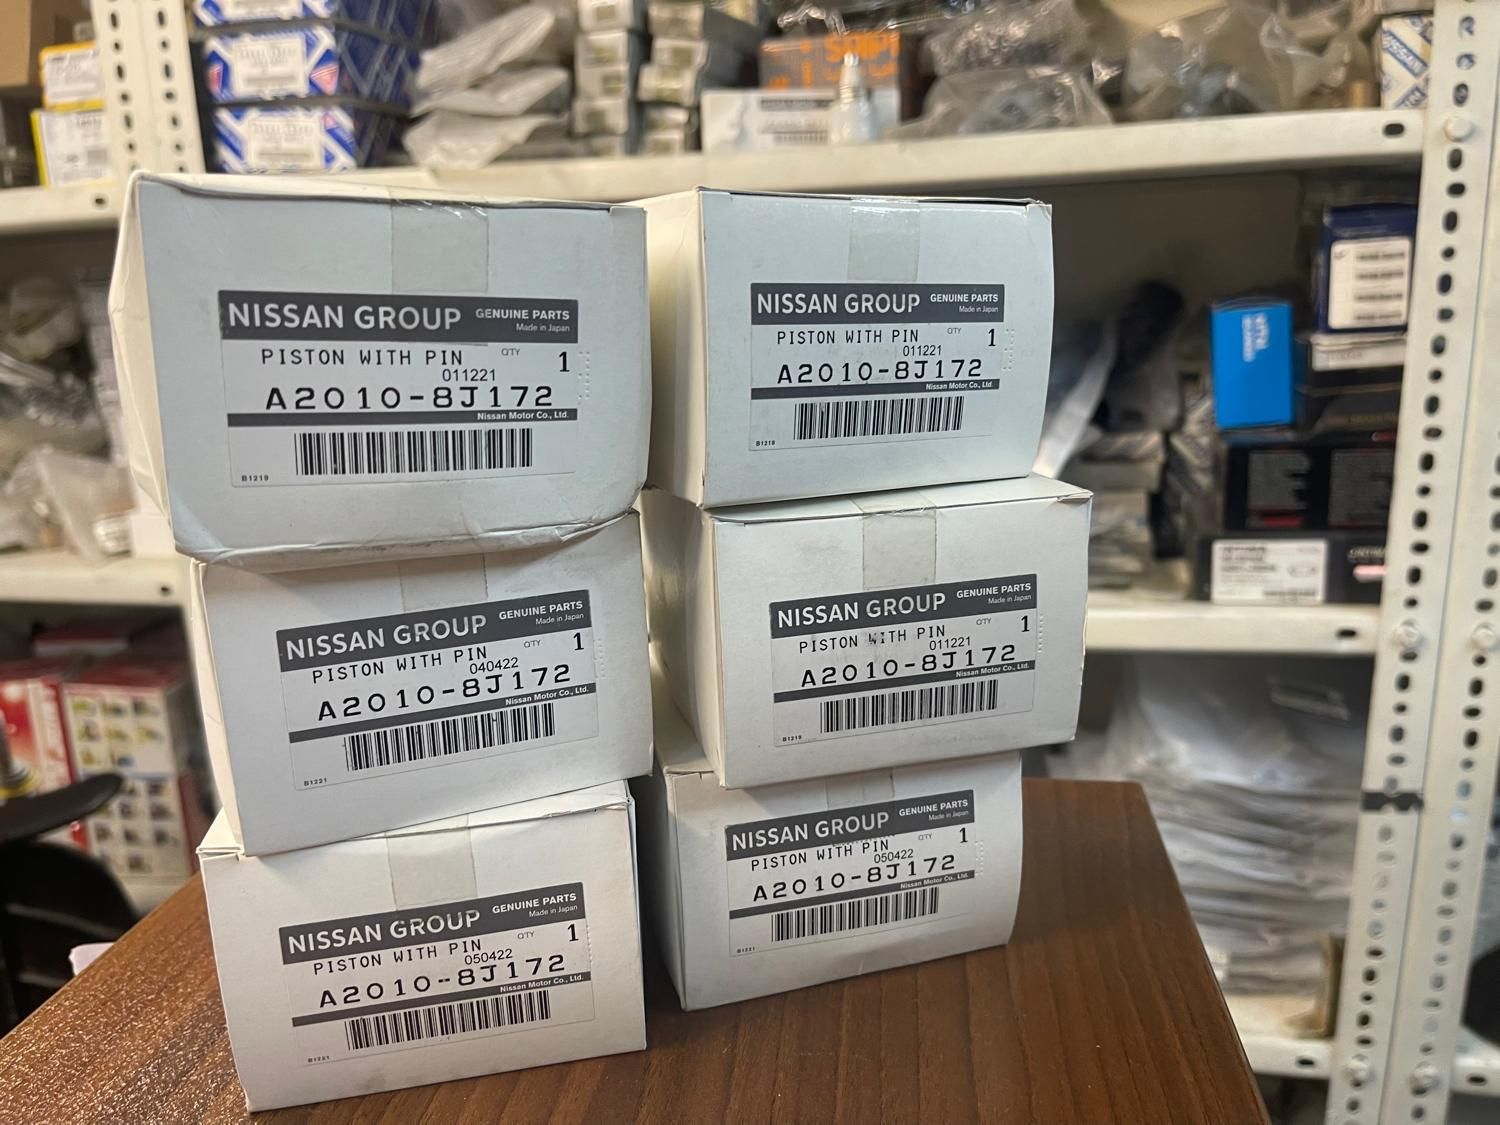 NISSAN GROUP GENUINE PARTS
Made in Japan
PISTON WITH PIN QTY 1
011221
A2010-8J172
Nissan Motor Co., Ltd.
B1219
NISSAN GROUP GENUINE PARTS
Made in Japan
PISTON WITH PIN QTY 1
011221
A2010-8J172
Nissan Motor Co., Ltd.
B1219
NISSAN GROUP GENUINE PARTS
Made in Japan
PISTON WITH PIN QTY 1
040422
A2010-8J172
Nissan Motor Co., Ltd.
B1221
NISSAN GROUP GENUINE PARTS
Made in Japan
PISTON WITH PIN QTY 1
011221
A2010-8J172
Nissan Motor Co., Ltd.
B1219
NISSAN GROUP GENUINE PARTS
Made in Japan
PISTON WITH PIN QTY 1
050422
A2010-8J172
Nissan Motor Co., Ltd.
B1221
NISSAN GROUP GENUINE PARTS
Made in Japan
PISTON WITH PIN QTY 1
050422
A2010-8J172
Nissan Motor Co., Ltd.
B1221